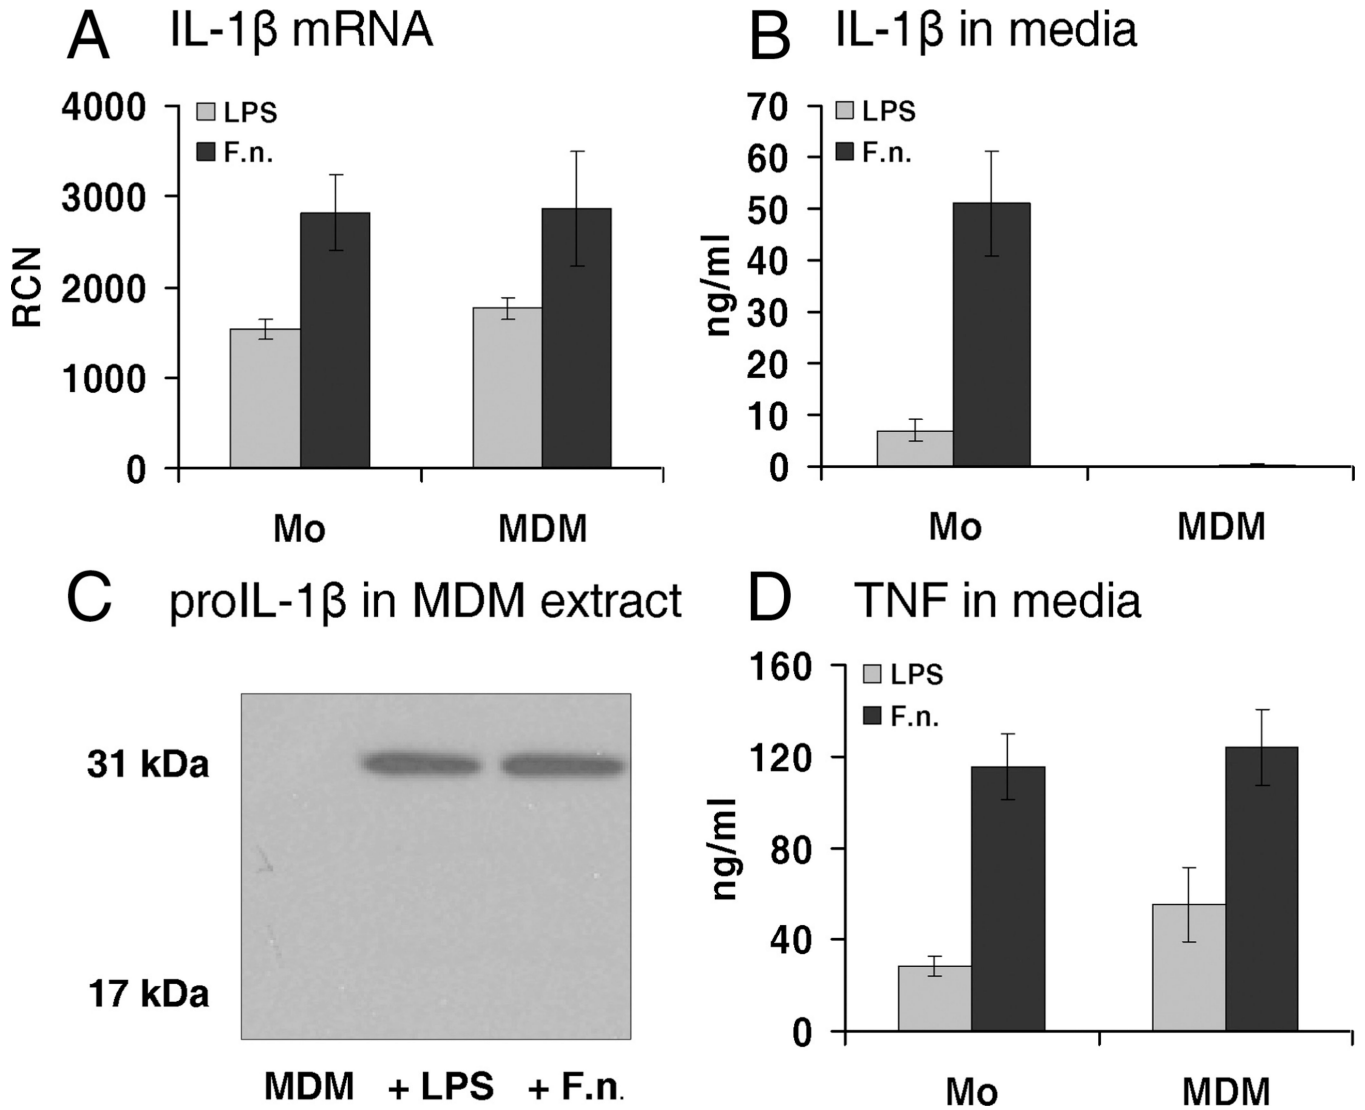 A IL-1β mRNA
4000
3000
2000
1000
0
RCN
LPS
F.n.
Mo MDM
B IL-1β in media
70
60
50
40
30
20
10
0
ng/ml
LPS
F.n.
Mo MDM
C proIL-1β in MDM extract
31 kDa
17 kDa
MDM + LPS + F.n.
D TNF in media
160
120
80
40
0
ng/ml
LPS
F.n.
Mo MDM